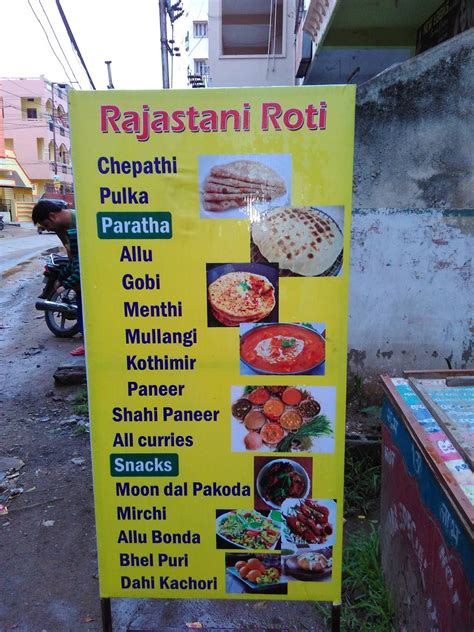 Rajastani Roti
Chepathi
Pulka
Paratha
Allu
Gobi
Menthi
Mullangi
Kothimir
Paneer
Shahi Paneer
All curries
Snacks
Moon dal Pakoda
Mirchi
Allu Bonda
Bhel Puri
Dahi Kachori